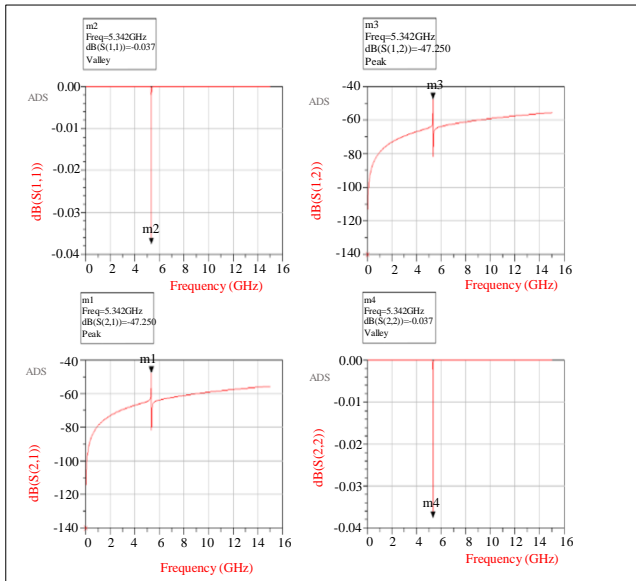 m2
Freq=5.342GHz
dB(S(1,1))=-0.037
Valley
m3
Freq=5.342GHz
dB(S(1,2))=-47.250
Peak
0.00
-0.01
-0.02
-0.03
-0.04
ADS
dB(S(1,1))
m2
0 2 4 6 8 10 12 14 16
Frequency (GHz)
-40
-60
-80
-100
-120
-140
ADS
dB(S(1,2))
m3
0 2 4 6 8 10 12 14 16
Frequency (GHz)
m1
Freq=5.342GHz
dB(S(2,1))=-47.250
Peak
m4
Freq=5.342GHz
dB(S(2,2))=-0.037
Valley
-40
-60
-80
-100
-120
-140
ADS
dB(S(2,1))
m1
0 2 4 6 8 10 12 14 16
Frequency (GHz)
0.00
-0.01
-0.02
-0.03
-0.04
ADS
dB(S(2,2))
m4
0 2 4 6 8 10 12 14 16
Frequency (GHz)